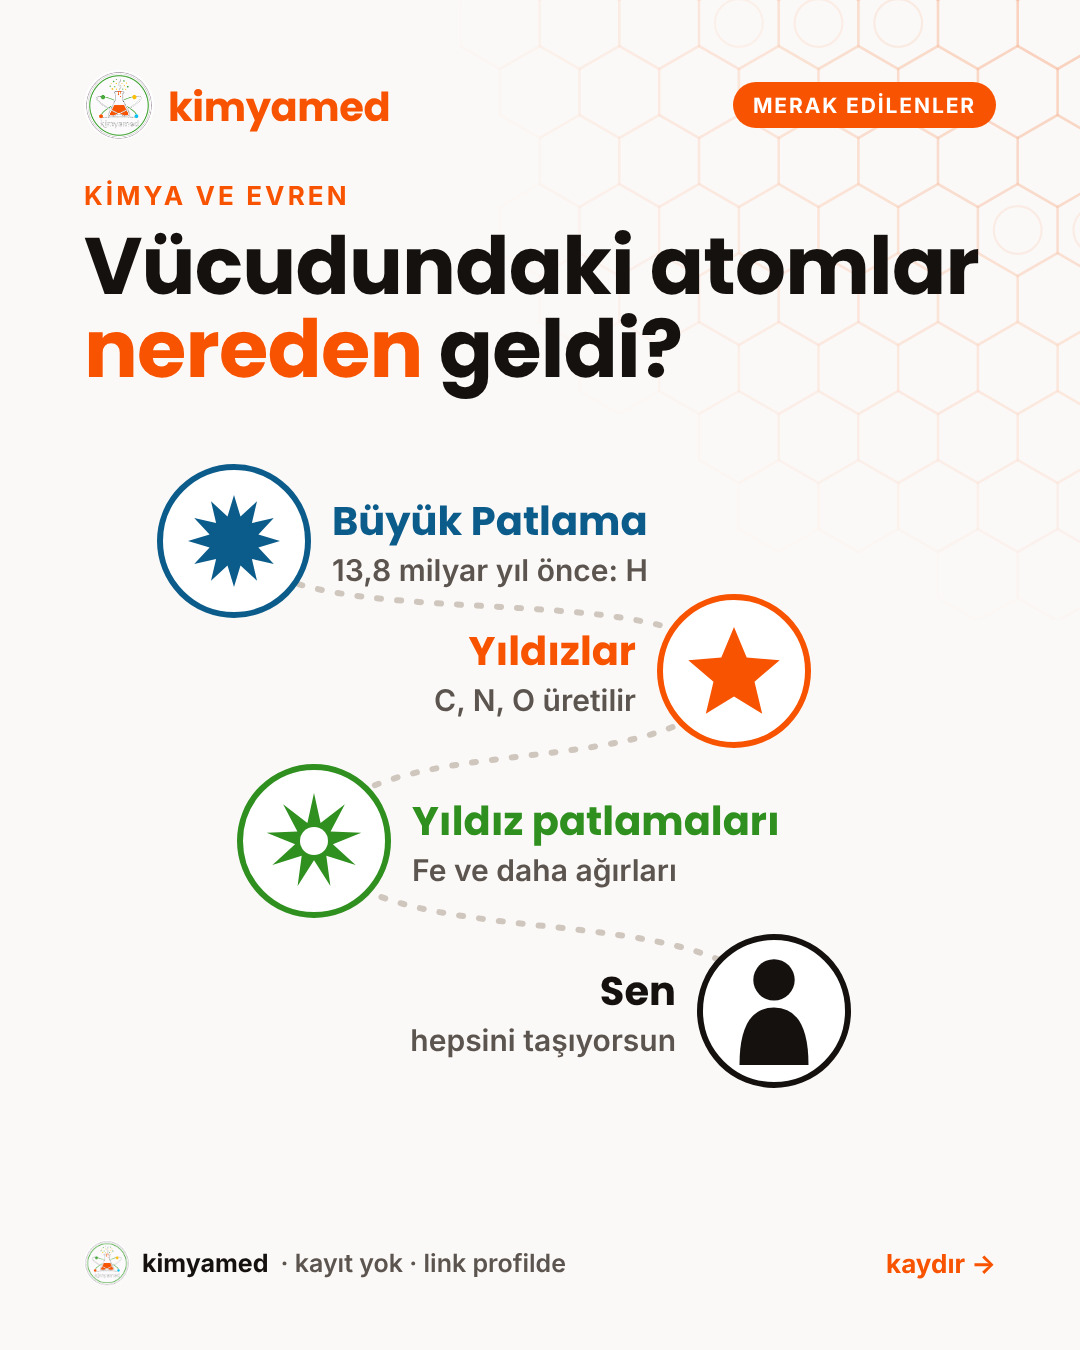 kimyamed
MERAK EDİLENLER
KİMYA VE EVREN
Vücudundaki atomlar
nereden geldi?
Büyük Patlama
13,8 milyar yıl önce: H
Yıldızlar
C, N, O üretilir
Yıldız patlamaları
Fe ve daha ağırları
Sen
hepsini taşıyorsun
kimyamed · kayıt yok · link profilde
kaydır →